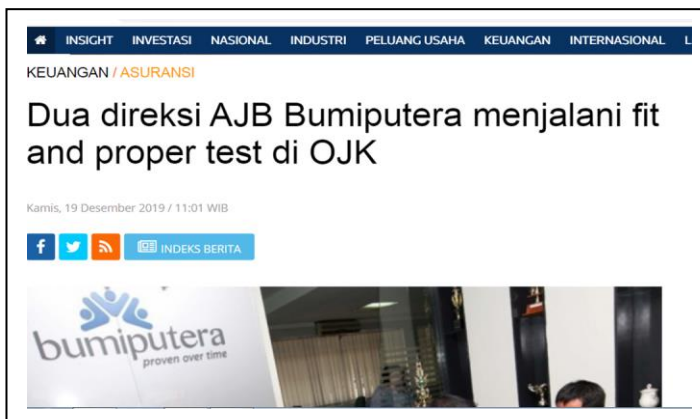 INSIGHT INVESTASI NASIONAL INDUSTRI PELUANG USAHA KEUANGAN INTERNASIONAL L
KEUANGAN / ASURANSI
Dua direksi AJB Bumiputera menjalani fit
and proper test di OJK
Kamis, 19 Desember 2019 / 11:01 WIB
f INDEKS BERITA
bumiputera
proven over time